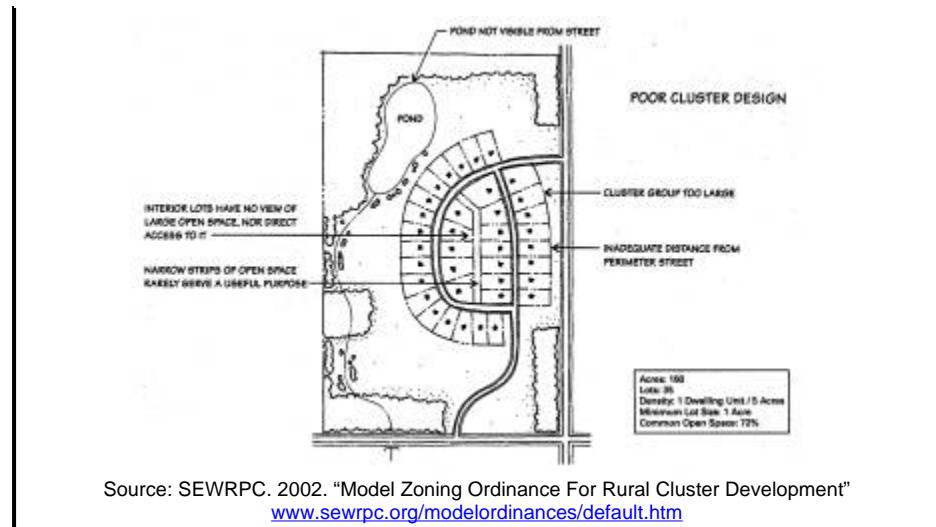 POND NOT VISIBLE FROM STREET
POOR CLUSTER DESIGN
POND
CLUSTER GROUP TOO LARGE
INTERIOR LOTS HAVE NO VIEW OF
LARGE OPEN SPACE, NOR DIRECT
ACCESS TO IT
INADEQUATE DISTANCE FROM
PERIMETER STREET
NARROW STRIPS OF OPEN SPACE
RARELY SERVE A USEFUL PURPOSE
Acres: 160
Lots:
Density: 1 Dwelling Unit / 5 Acres
Minimum Lot Size: 1 Acre
Common Open Space: 72%
Source: SEWRPC. 2002. “Model Zoning Ordinance For Rural Cluster Development”
www.sewrpc.org/modelordinances/default.htm